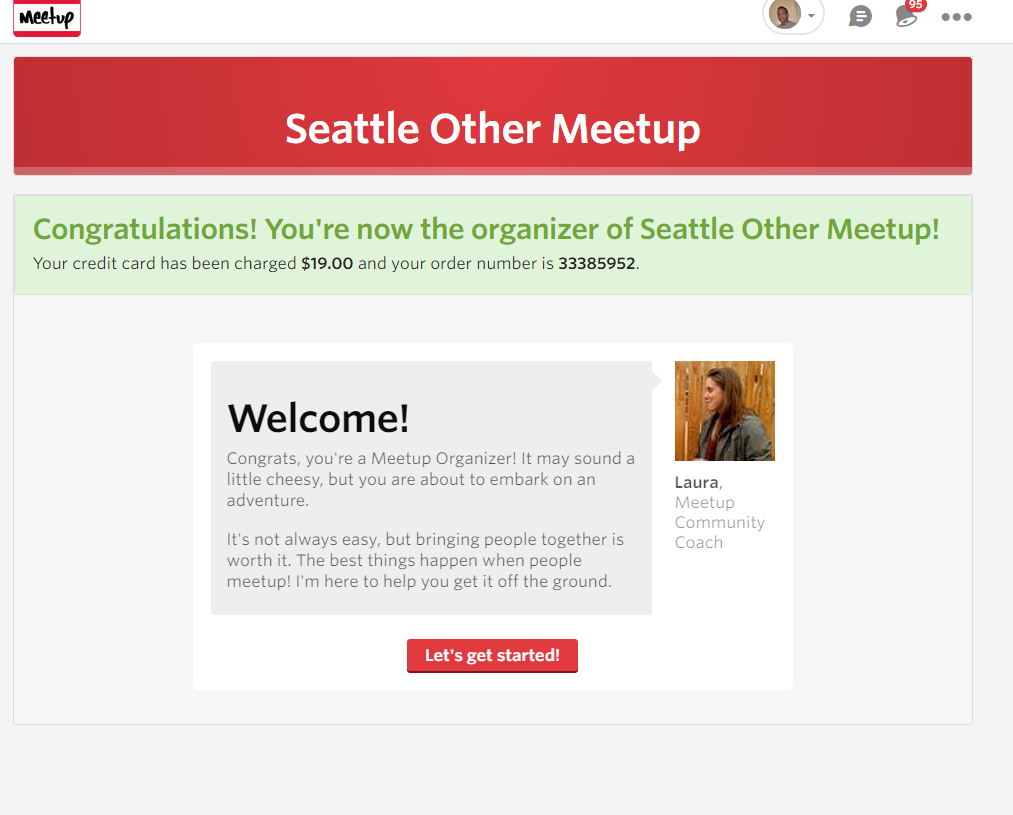 Meetup
95
Seattle Other Meetup
Congratulations! You're now the organizer of Seattle Other Meetup!
Your credit card has been charged $19.00 and your order number is 33385952.
Welcome!
Congrats, you're a Meetup Organizer! It may sound a
little cheesy, but you are about to embark on an
adventure.
It's not always easy, but bringing people together is
worth it. The best things happen when people
meetup! I'm here to help you get it off the ground.
Laura,
Meetup
Community
Coach
Let's get started!